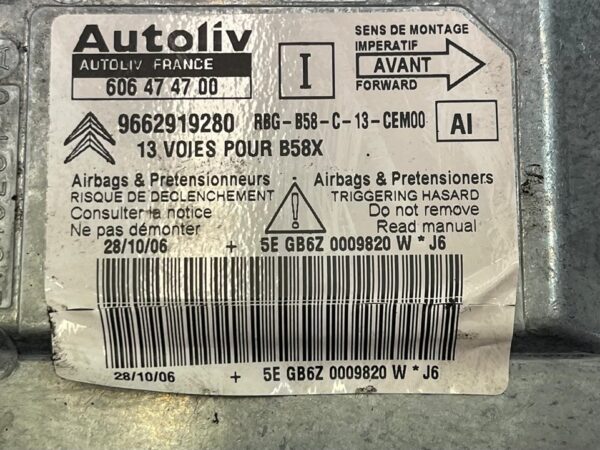 Autoliv
AUTOLIV FRANCE
606 47 47 00
I
SENS DE MONTAGE
IMPERATIF
AVANT
FORWARD
9662919280 RBG-B58-C-13-CEM00 AI
13 VOIES POUR B58X
Airbags & Pretensionneurs
RISQUE DE DECLENCHEMENT
Consulter la notice
Ne pas démonter
Airbags & Pretensioners
TRIGGERING HASARD
Do not remove
Read manual
28/10/06 + 5E GB6Z 0009820 W * J6
28/10/06 + 5E GB6Z 0009820 W * J6